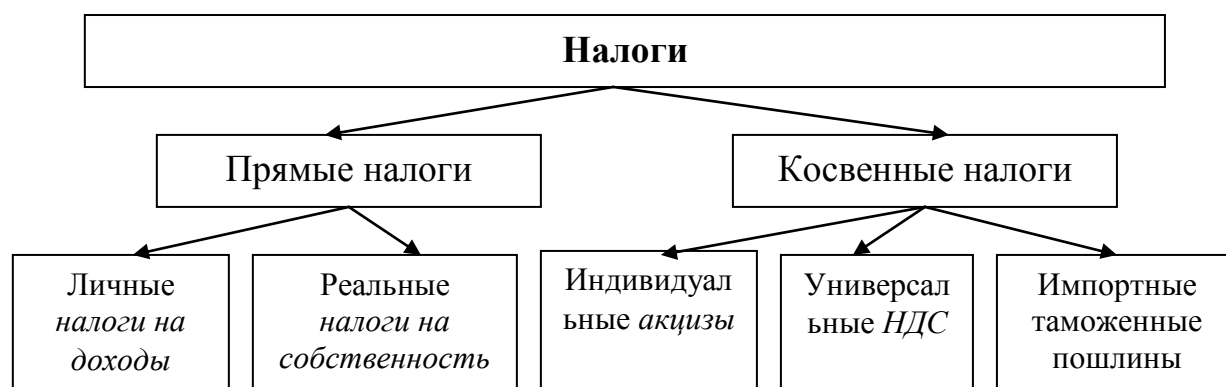 Налоги
Прямые налоги
Косвенные налоги
Личные
налоги на
доходы
Реальные
налоги на
собственность
Индивидуал
ьные акцизы
Универсал
ьные НДС
Импортные
таможенные
пошлины